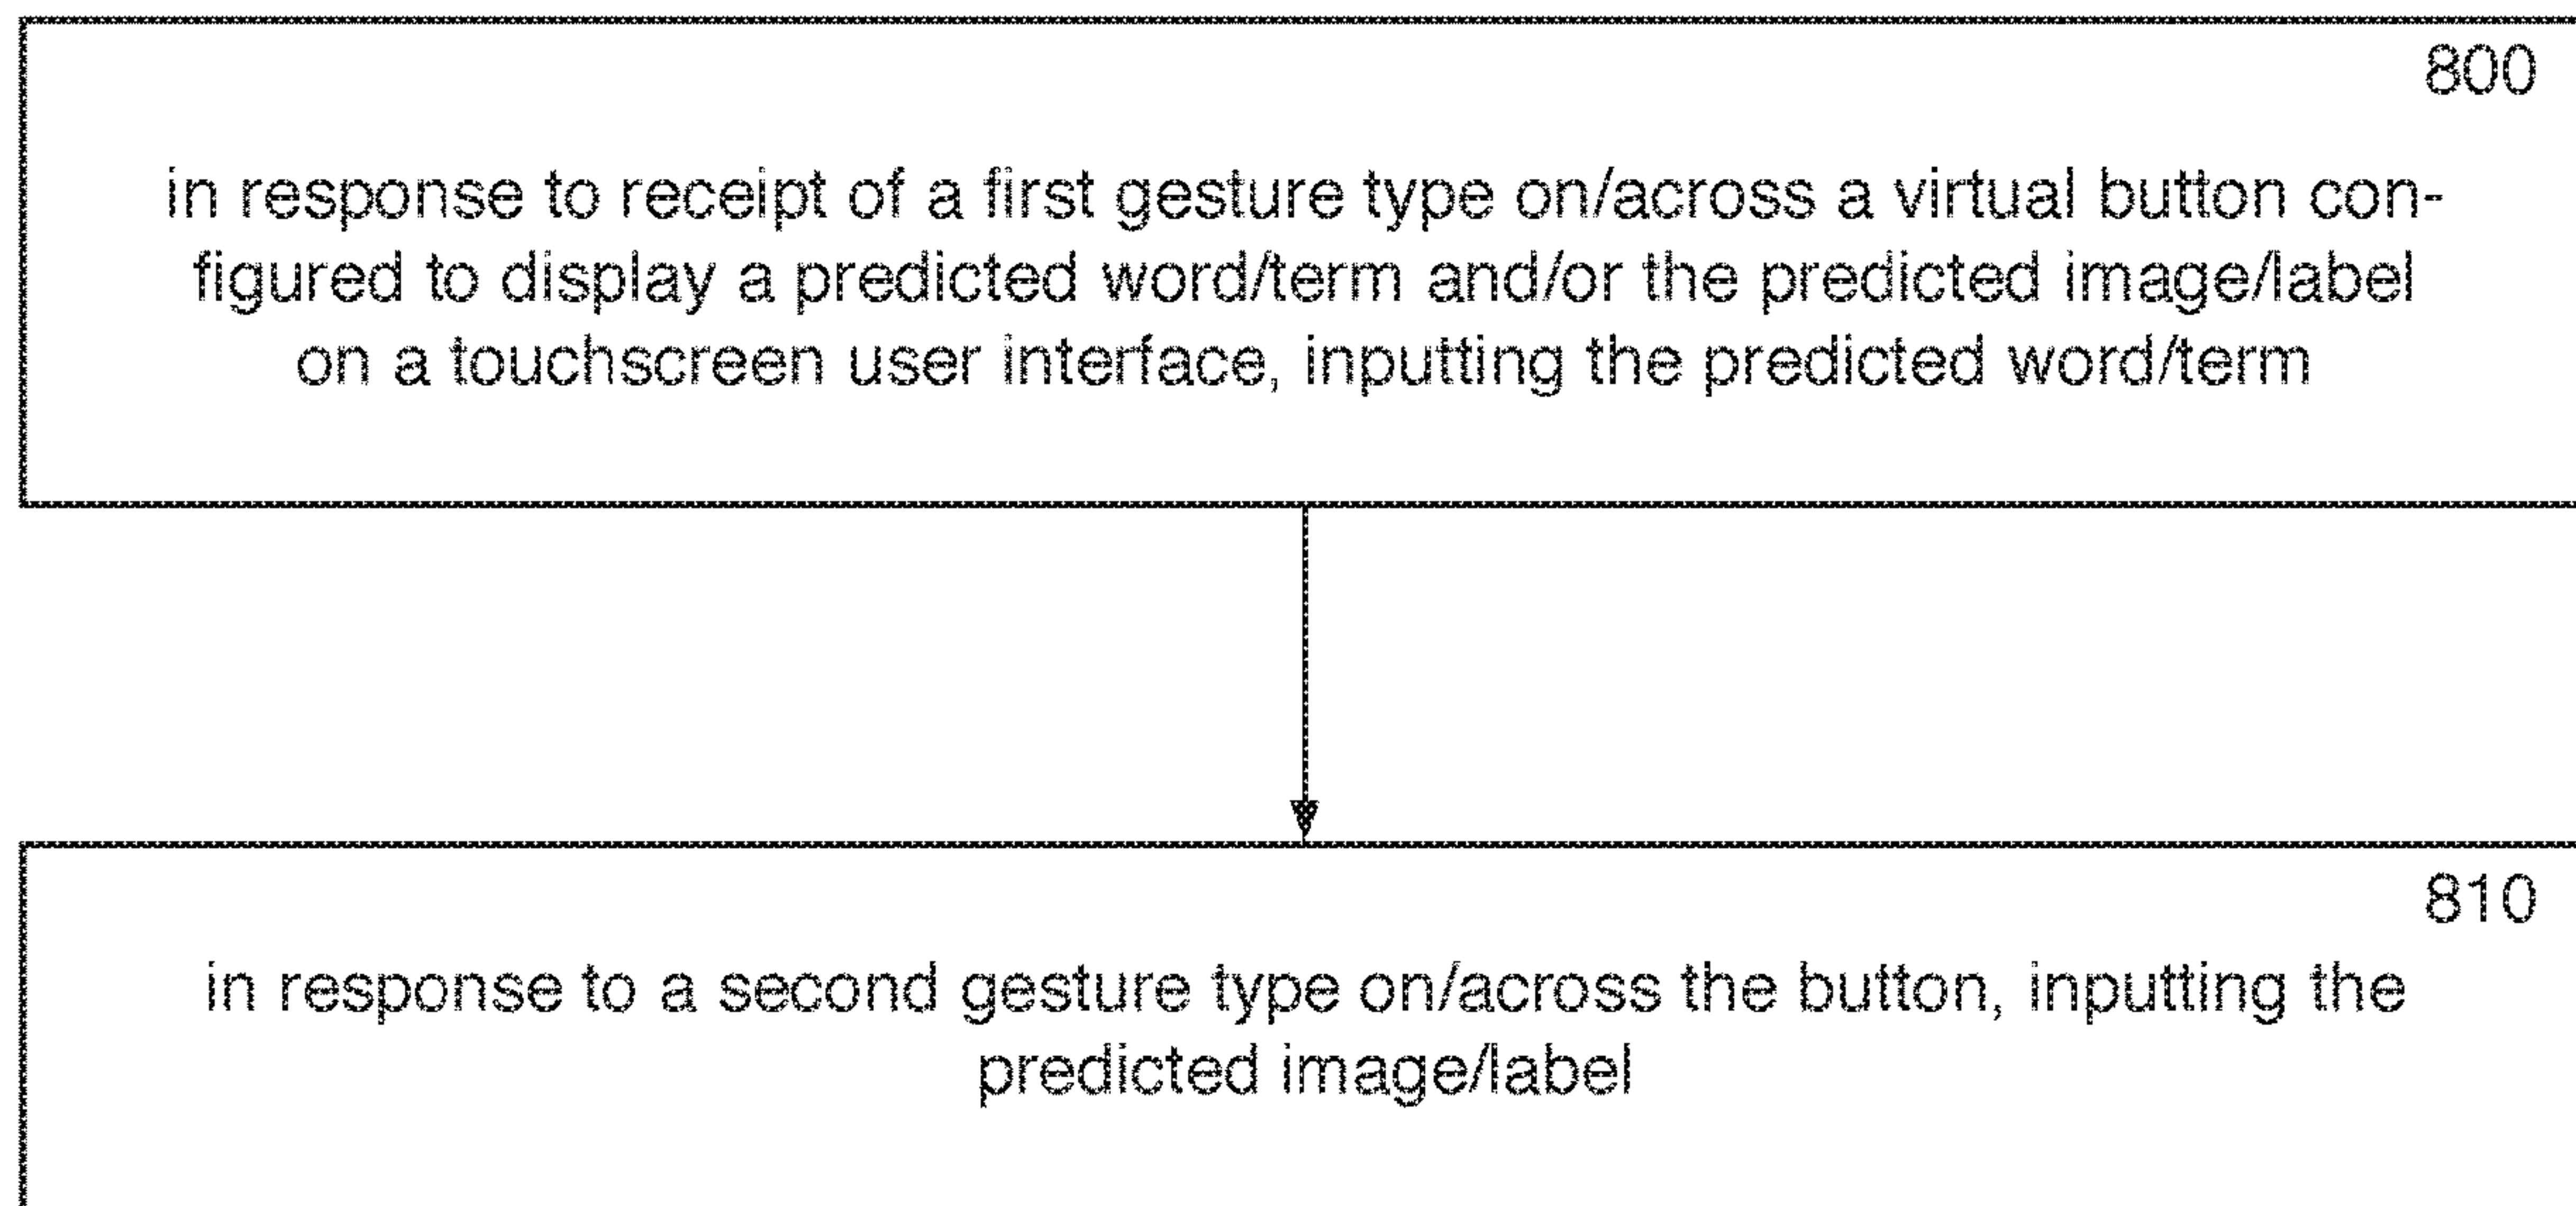 800
in response to receipt of a first gesture type on/across a virtual button con-
figured to display a predicted word/term and/or the predicted image/label
on a touchscreen user interface, inputting the predicted word/term
810
in response to a second gesture type on/across the button, inputting the
predicted image/label